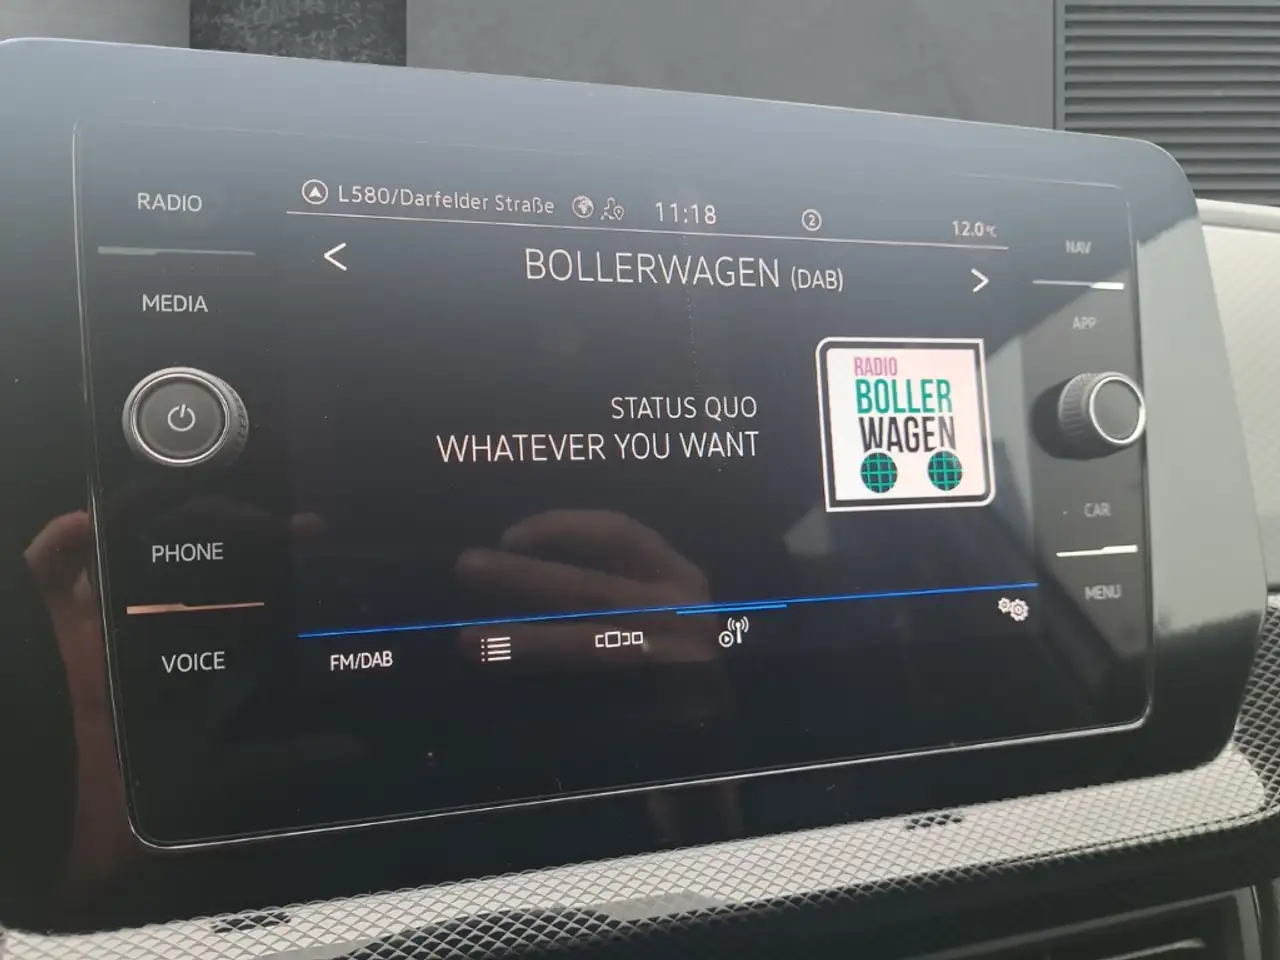 L580/Darfelder Straße 11:18 2 12.0°C
RADIO
MEDIA
PHONE
VOICE
< BOLLERWAGEN (DAB) >
STATUS QUO
WHATEVER YOU WANT
RADIO
BOLLER
WAGEN
FM/DAB
NAV
APP
CAR
MENU